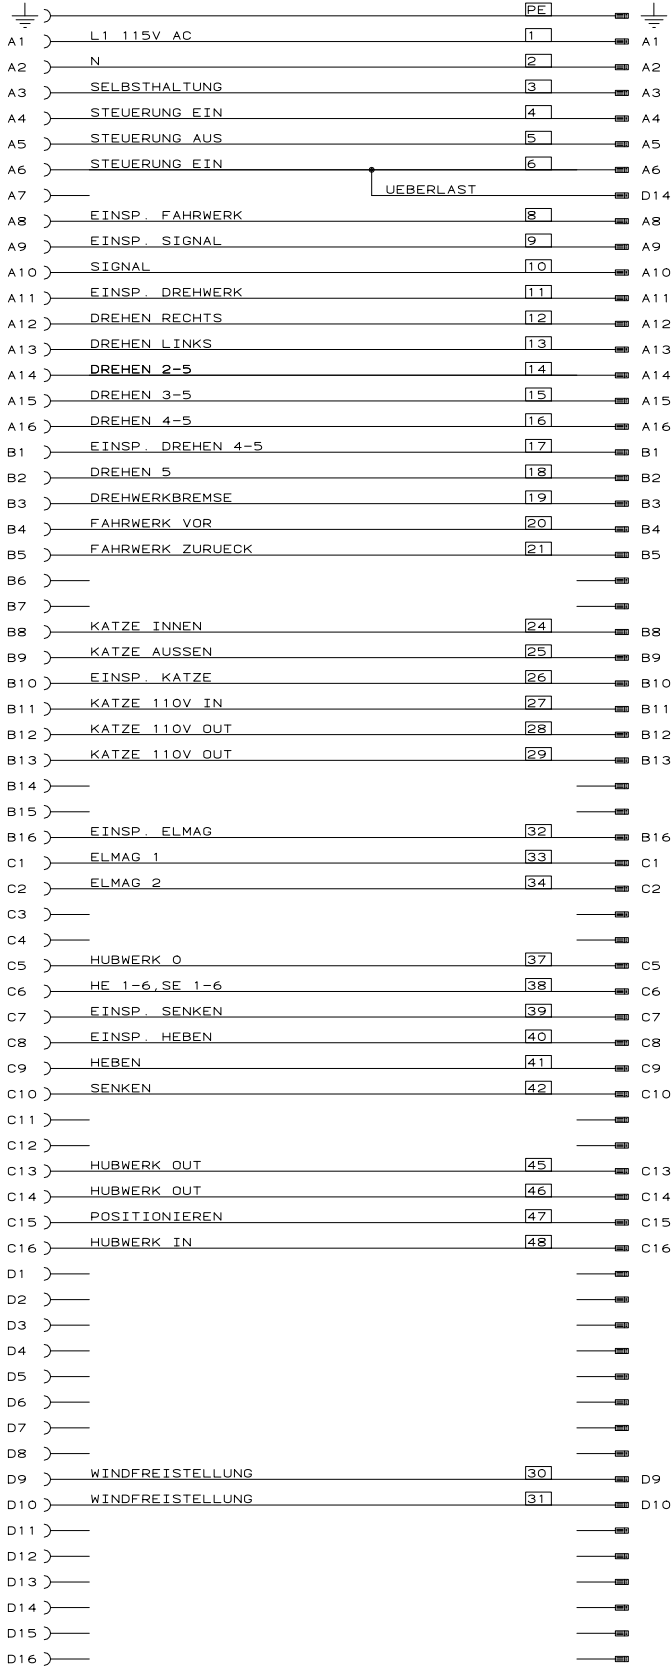 PE
A1 L1 115V AC 1 A1
A2 N 2 A2
A3 SELBSTHALTUNG 3 A3
A4 STEUERUNG EIN 4 A4
A5 STEUERUNG AUS 5 A5
A6 STEUERUNG EIN 6 A6
A7 UEBERLAST D14
A8 EINSP. FAHRWERK 8 A8
A9 EINSP. SIGNAL 9 A9
A10 SIGNAL 10 A10
A11 EINSP. DREHWERK 11 A11
A12 DREHEN RECHTS 12 A12
A13 DREHEN LINKS 13 A13
A14 DREHEN 2-5 14 A14
A15 DREHEN 3-5 15 A15
A16 DREHEN 4-5 16 A16
B1 EINSP. DREHEN 4-5 17 B1
B2 DREHEN 5 18 B2
B3 DREHWERKBREMSE 19 B3
B4 FAHRWERK VOR 20 B4
B5 FAHRWERK ZURUECK 21 B5
B6
B7
B8 KATZE INNEN 24 B8
B9 KATZE AUSSEN 25 B9
B10 EINSP. KATZE 26 B10
B11 KATZE 110V IN 27 B11
B12 KATZE 110V OUT 28 B12
B13 KATZE 110V OUT 29 B13
B14
B15
B16 EINSP. ELMAG 32 B16
C1 ELMAG 1 33 C1
C2 ELMAG 2 34 C2
C3
C4
C5 HUBWERK 0 37 C5
C6 HE 1-6,SE 1-6 38 C6
C7 EINSP. SENKEN 39 C7
C8 EINSP. HEBEN 40 C8
C9 HEBEN 41 C9
C10 SENKEN 42 C10
C11
C12
C13 HUBWERK OUT 45 C13
C14 HUBWERK OUT 46 C14
C15 POSITIONIEREN 47 C15
C16 HUBWERK IN 48 C16
D1
D2
D3
D4
D5
D6
D7
D8
D9 WINDFREISTELLUNG 30 D9
D10 WINDFREISTELLUNG 31 D10
D11
D12
D13
D14
D15
D16